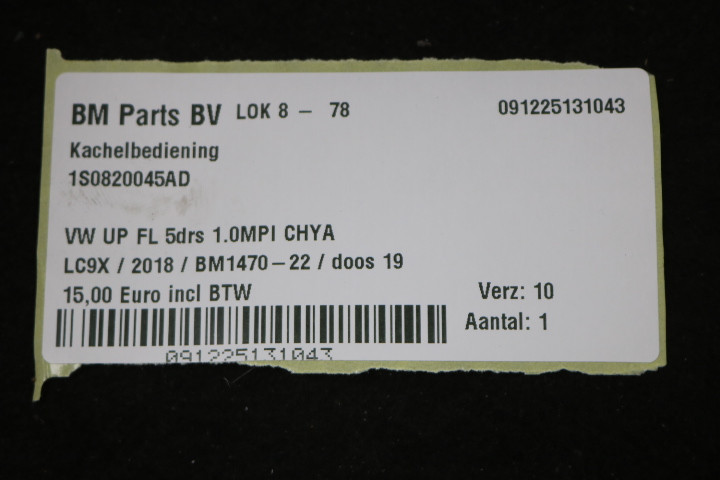 BM Parts BV LOK 8 - 78 091225131043
Kachelbediening
1S0820045AD
VW UP FL 5drs 1.0MPI CHYA
LC9X / 2018 / BM1470-22 / doos 19
15,00 Euro incl BTW Verz: 10
Aantal: 1
091225131043